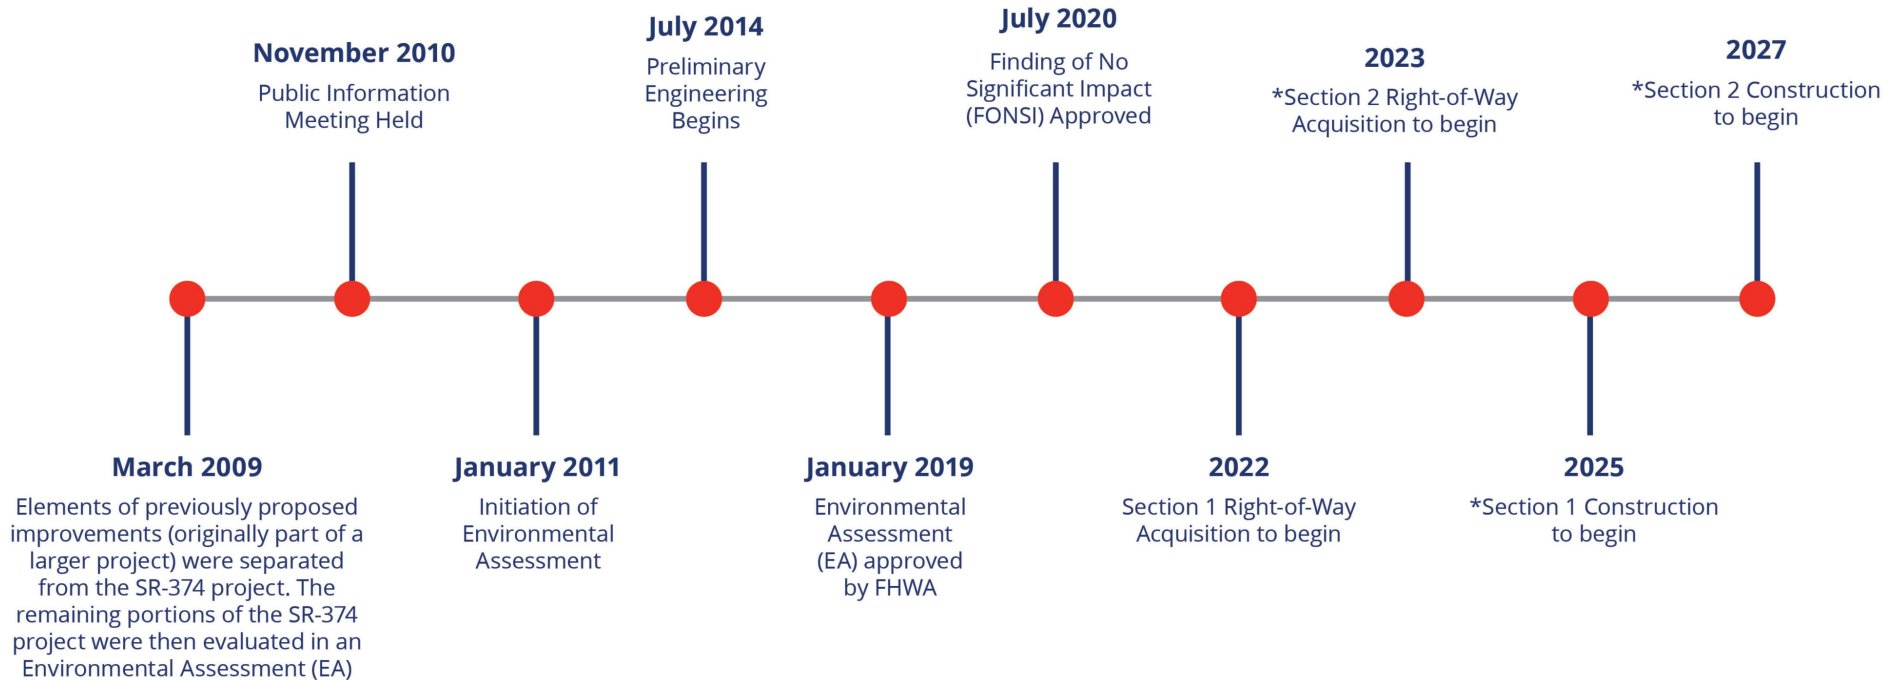 November 2010
Public Information
Meeting Held
July 2014
Preliminary
Engineering
Begins
July 2020
Finding of No
Significant Impact
(FONSI) Approved
2023
*Section 2 Right-of-Way
Acquisition to begin
2027
*Section 2 Construction
to begin
March 2009
Elements of previously proposed
improvements (originally part of a
larger project) were separated
from the SR-374 project. The
remaining portions of the SR-374
project were then evaluated in an
Environmental Assessment (EA)
January 2011
Initiation of
Environmental
Assessment
January 2019
Environmental
Assessment
(EA) approved
by FHWA
2022
Section 1 Right-of-Way
Acquisition to begin
2025
*Section 1 Construction
to begin